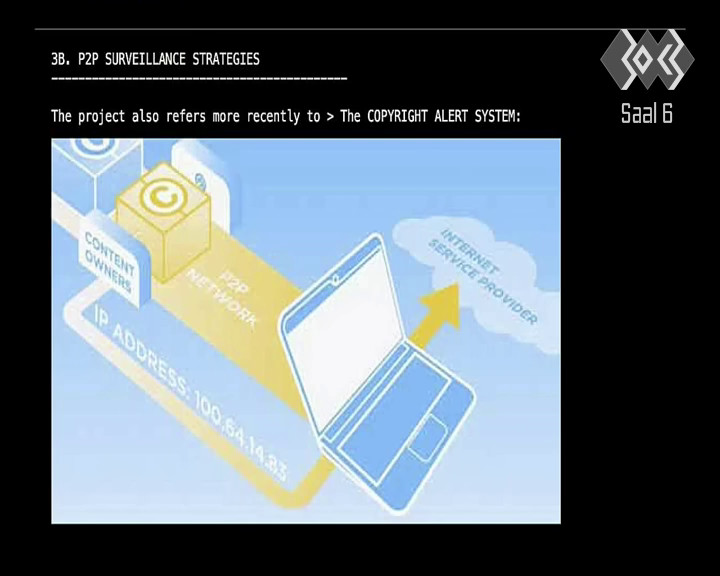 3B. P2P SURVEILLANCE STRATEGIES
The project also refers more recently to > The COPYRIGHT ALERT SYSTEM:
Saal 6
©
CONTENT
OWNERS
P2P
NETWORK
INTERNET
SERVICE PROVIDER
IP ADDRESS: 100.64.14.83